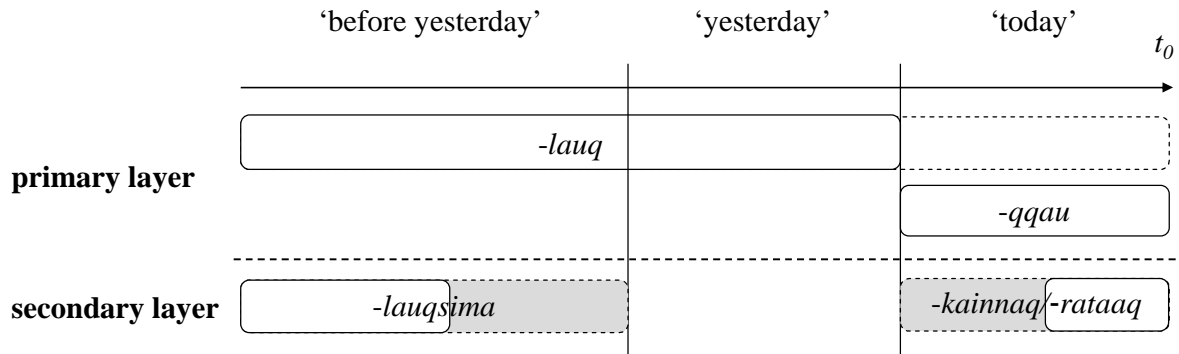 ‘before yesterday’ ‘yesterday’ ‘today’
t0
-lauq
primary layer
-qqau
secondary layer -lauqsima -kainnaq/-rataaq